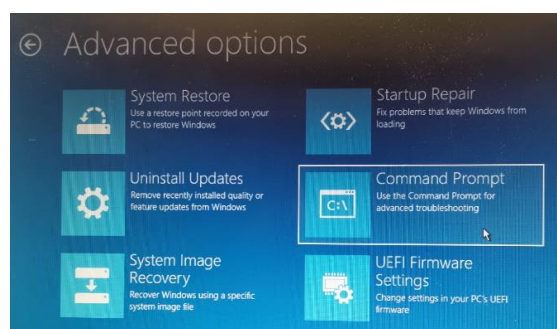 Advanced options
System Restore
Use a restore point recorded on your
PC to restore Windows
Startup Repair
Fix problems that keep Windows from
loading
Uninstall Updates
Remove recently installed quality or
feature updates from Windows
C:\
Command Prompt
Use the Command Prompt for
advanced troubleshooting
System Image
Recovery
Recover Windows using a specific
system image file
UEFI Firmware
Settings
Change settings in your PC's UEFI
firmware